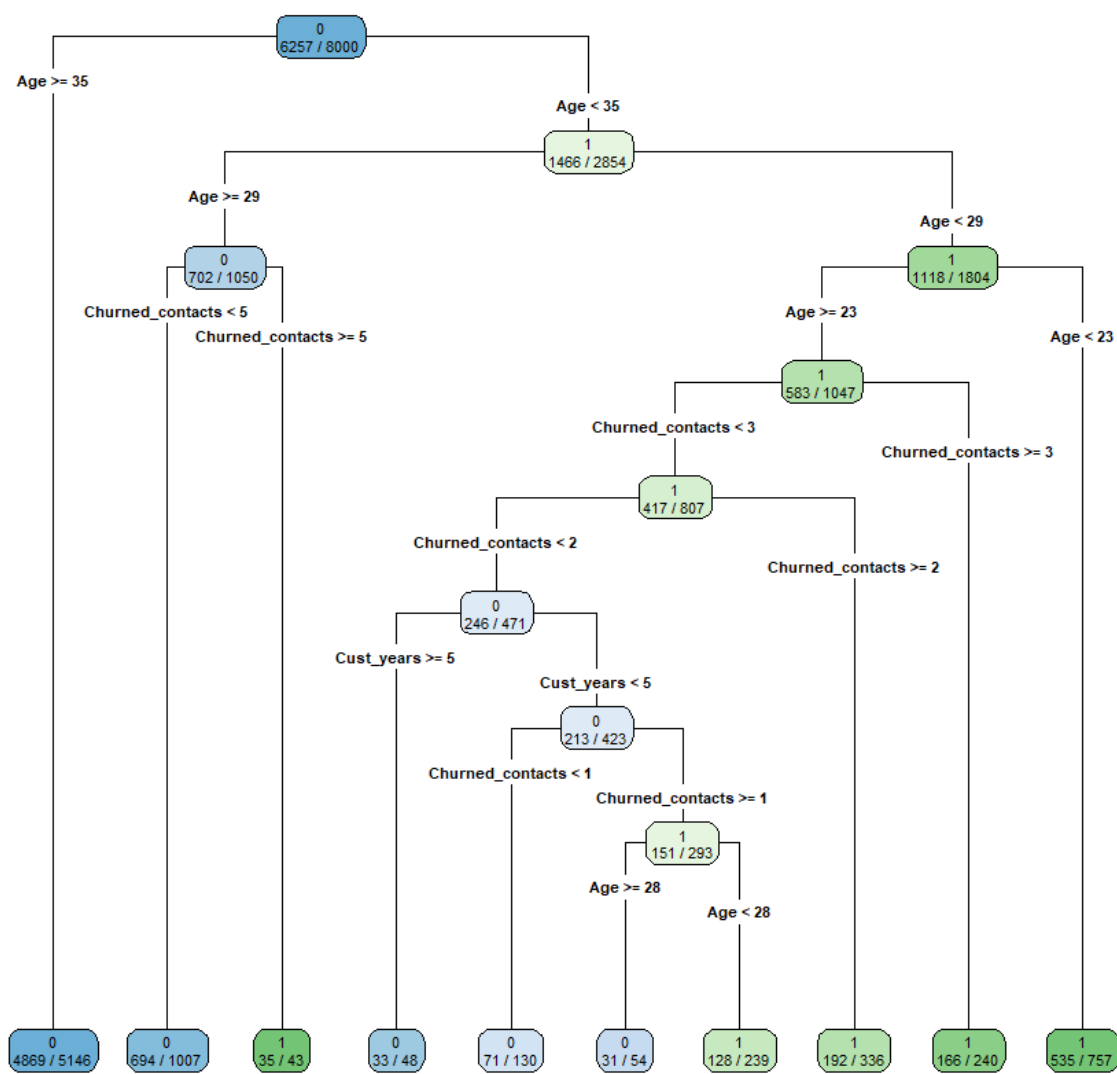 0
6257 / 8000
Age >= 35
Age < 35
1
1466 / 2854
Age >= 29
Age < 29
0
702 / 1050
1
1118 / 1804
Churned_contacts < 5
Churned_contacts >= 5
Age >= 23
Age < 23
1
583 / 1047
Churned_contacts < 3
Churned_contacts >= 3
1
417 / 807
Churned_contacts < 2
Churned_contacts >= 2
0
246 / 471
Cust_years >= 5
Cust_years < 5
0
213 / 423
Churned_contacts < 1
Churned_contacts >= 1
1
151 / 293
Age >= 28
Age < 28
0
4869 / 5146
0
694 / 1007
1
35 / 43
0
33 / 48
0
71 / 130
0
31 / 54
1
128 / 239
1
192 / 336
1
166 / 240
1
535 / 757